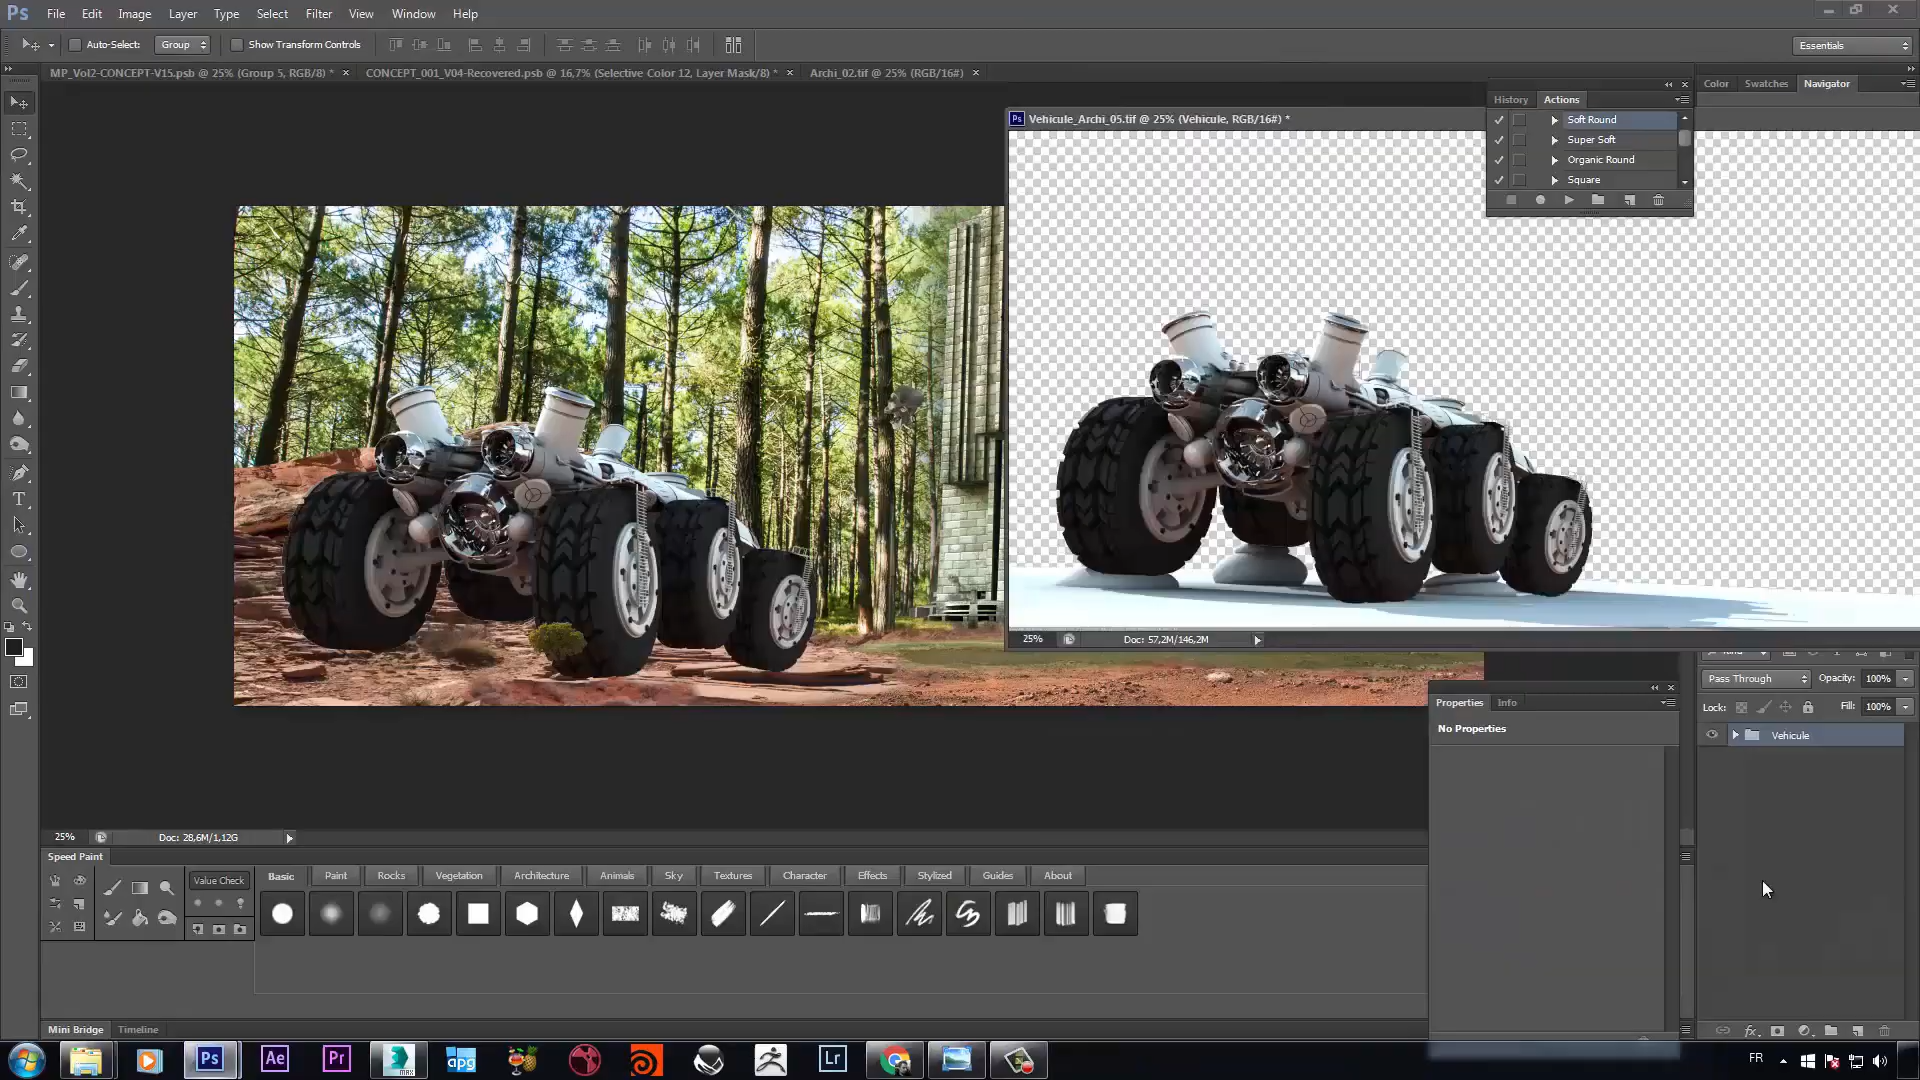 Ps File Edit Image Layer Type Select Filter View Window Help
Auto-Select: Group Show Transform Controls Essentials
MP_Vol2-CONCEPT-V15.psb @ 25% (Group 5, RGB/8) * × CONCEPT_001_V04-Recovered.psb @ 16,7% (Selective Color 12, Layer Mask/8) * × Archi_02.tif @ 25% (RGB/16#) ×
Color Swatches Navigator
History Actions
Ps Vehicule_Archi_05.tif @ 25% (Vehicule, RGB/16#) *
Soft Round
Super Soft
Organic Round
Square
25% Doc: 57,2M/146,2M
Pass Through Opacity: 100%
Properties Info
Lock: Fill: 100%
No Properties
Vehicule
25% Doc: 28,6M/1,12G
Speed Paint
Value Check Basic Paint Rocks Vegetation Architecture Animals Sky Textures Character Effects Stylized Guides About
Mini Bridge Timeline
Ps Ae Pr MAX apg Lr FR